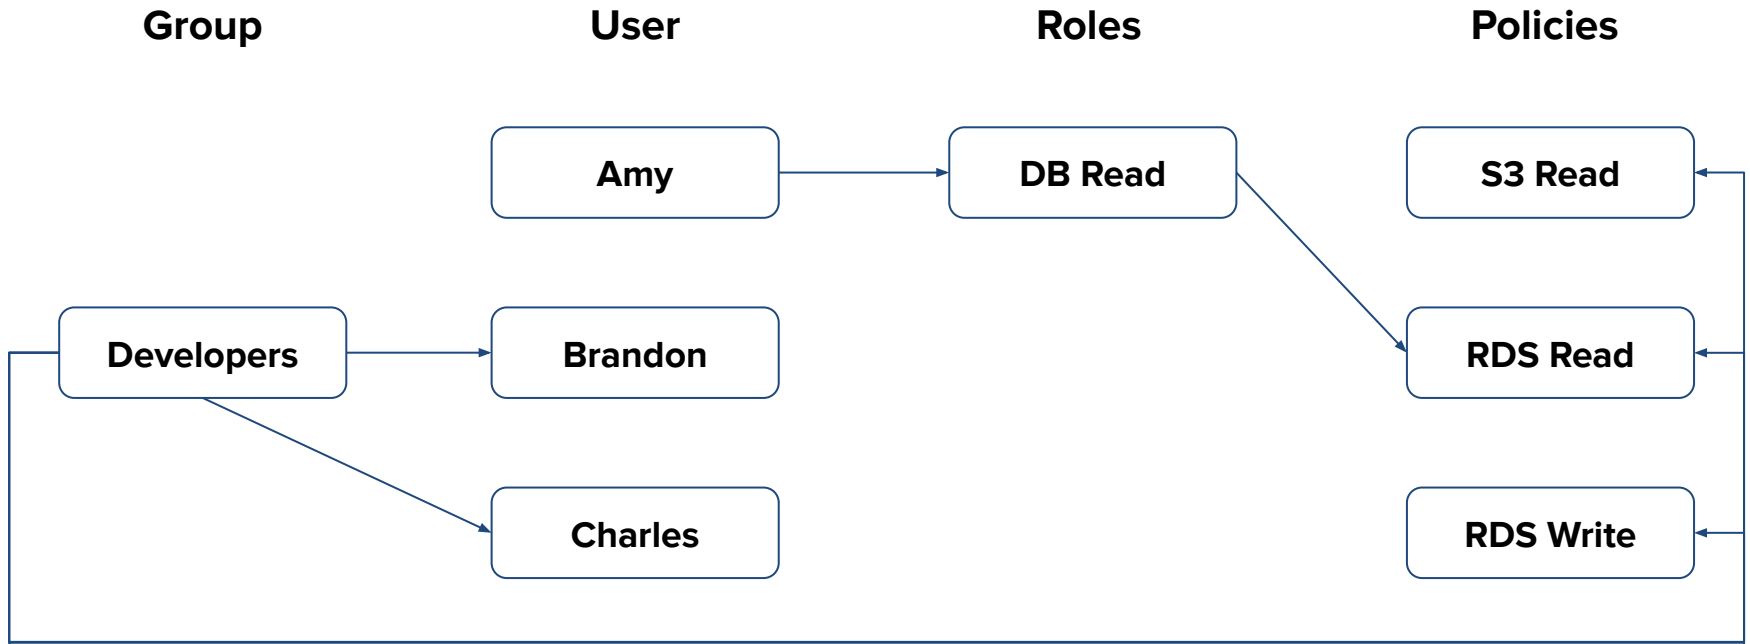 Group
User
Roles
Policies
Amy
DB Read
S3 Read
Developers
Brandon
RDS Read
Charles
RDS Write